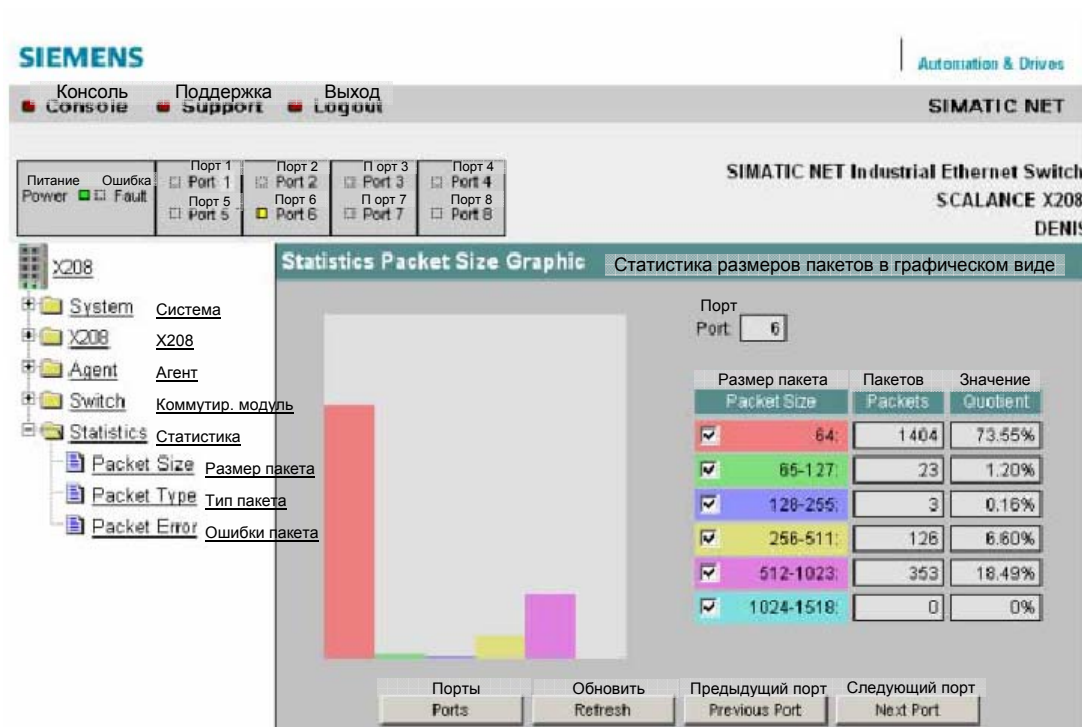 SIEMENS
Automation & Drives
Консоль Поддержка Выход
Console Support Logout
SIMATIC NET
Порт 1 Порт 2 Порт 3 Порт 4
Питание Ошибка Port 1 Port 2 Port 3 Port 4
Power Fault Порт 5 Порт 6 Порт 7 Порт 8
Port 5 Port 6 Port 7 Port 8
SIMATIC NET Industrial Ethernet Switch
SCALANCE X208
DENIS
X208
Statistics Packet Size Graphic Статистика размеров пакетов в графическом виде
System Система
X208 X208
Agent Агент
Switch Коммутир. модуль
Statistics Статистика
Packet Size Размер пакета
Packet Type Тип пакета
Packet Error Ошибки пакета
Порт
Port: 6
Размер пакета Пакетов Значение
Packet Size Packets Quotient
64: 1404 73.55%
65-127: 23 1.20%
128-255: 3 0.16%
256-511: 126 6.60%
512-1023: 353 18.49%
1024-1518: 0 0%
Порты Обновить Предыдущий порт Следующий порт
Ports Refresh Previous Port Next Port